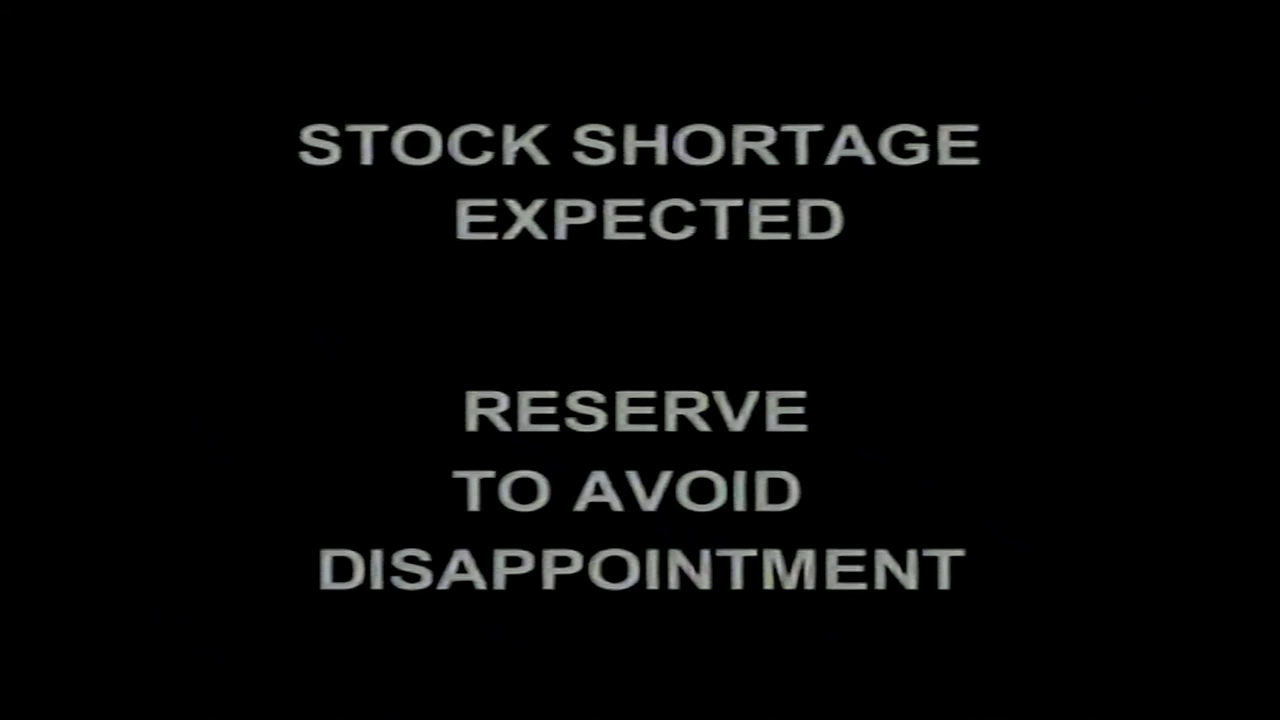 STOCK SHORTAGE
EXPECTED
RESERVE
TO AVOID
DISAPPOINTMENT